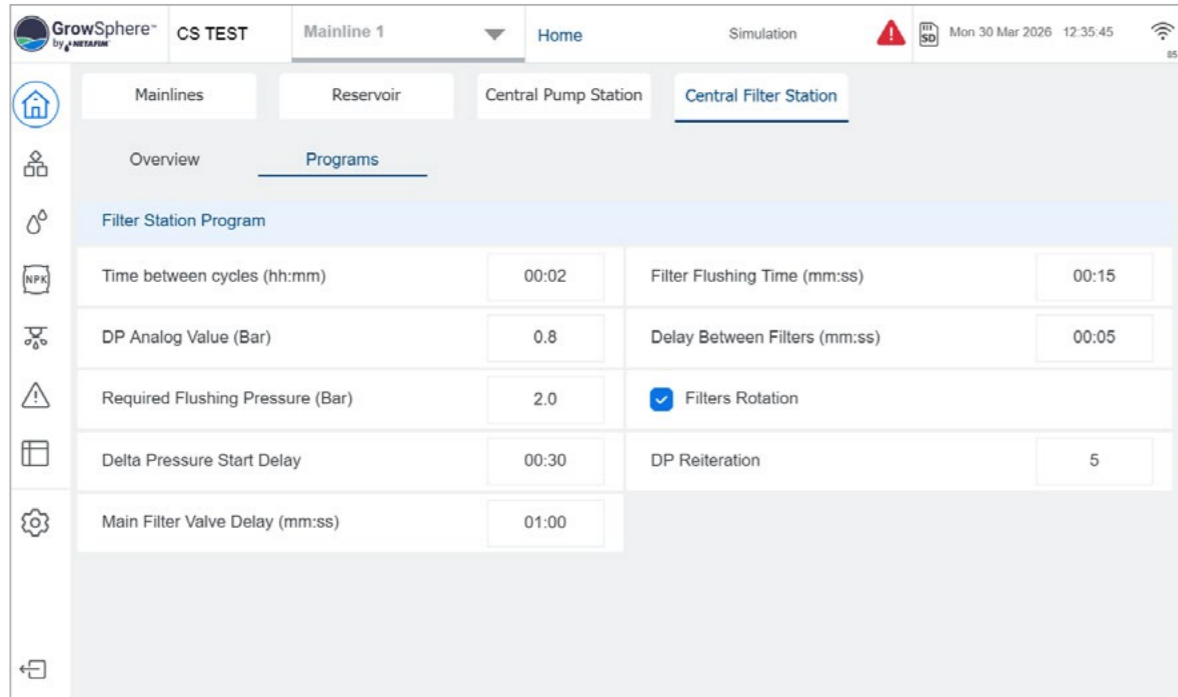 GrowSphere™ by NETAFIM CS TEST Mainline 1 Home Simulation SD Mon 30 Mar 2026 12:35:45
85
Mainlines Reservoir Central Pump Station Central Filter Station
Overview Programs
Filter Station Program
NPK
Time between cycles (hh:mm) 00:02 Filter Flushing Time (mm:ss) 00:15
DP Analog Value (Bar) 0.8 Delay Between Filters (mm:ss) 00:05
Required Flushing Pressure (Bar) 2.0 Filters Rotation
Delta Pressure Start Delay 00:30 DP Reiteration 5
Main Filter Valve Delay (mm:ss) 01:00